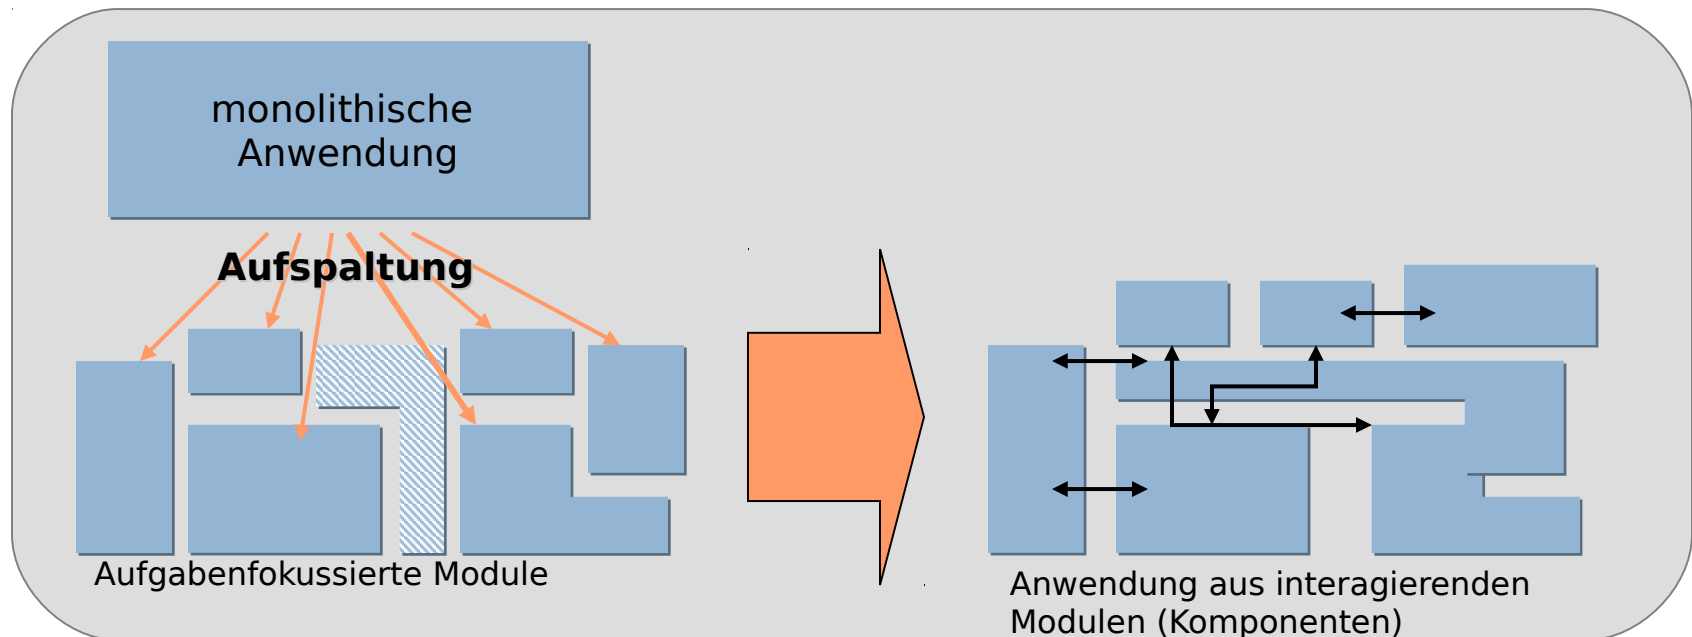 monolithische
Anwendung
Aufspaltung
Aufgabenfokussierte Module
Anwendung aus interagierenden
Modulen (Komponenten)